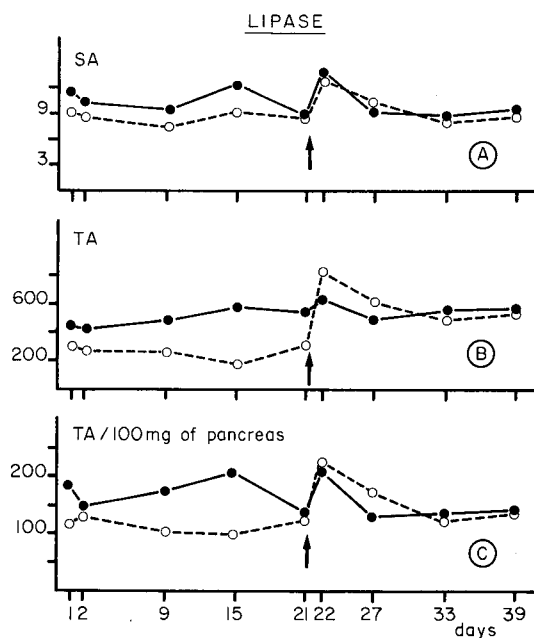 LIPASE
SA
9
3
A
TA
600
200
B
TA/100mg of pancreas
200
100
C
1 2 9 15 21 22 27 33 39
days